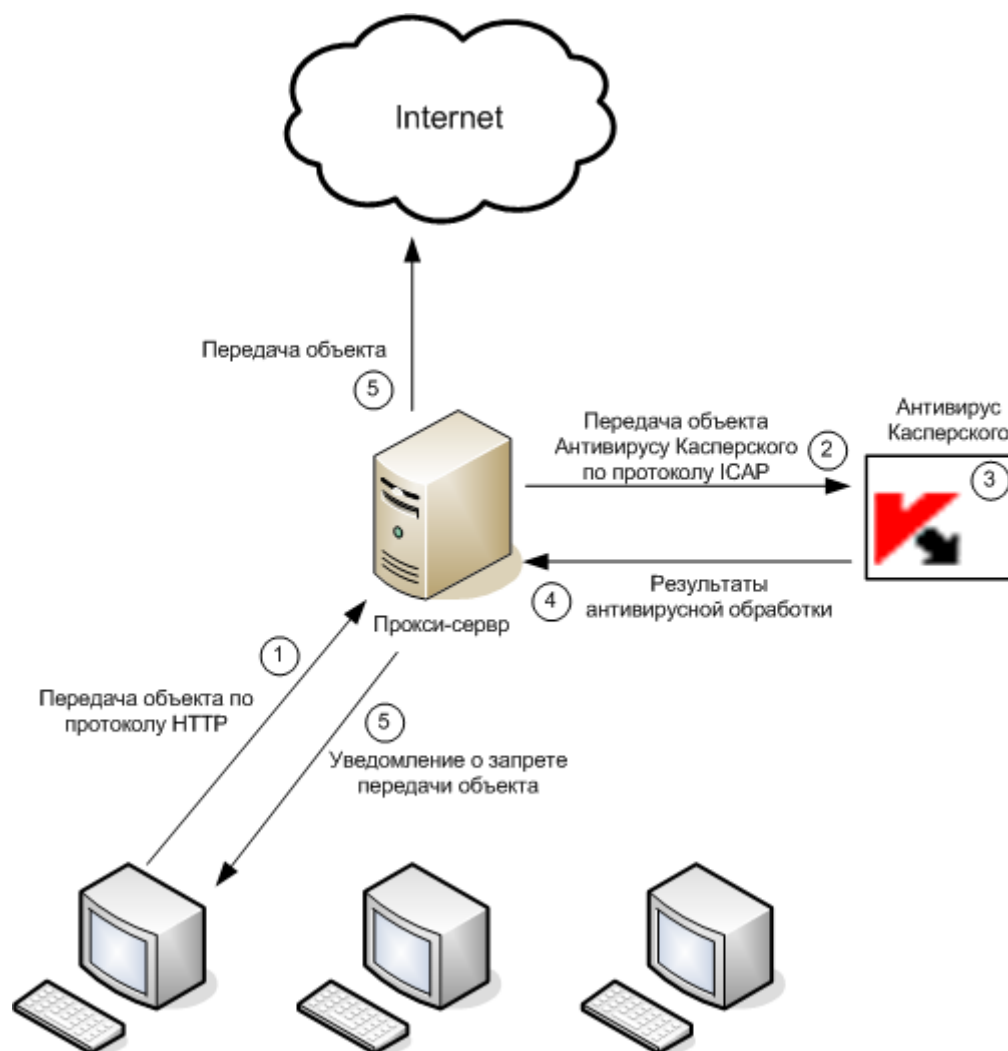 Internet
Передача объекта
5
Передача объекта
Антивирусу Касперского
по протоколу ICAP
2
Антивирус
Касперского
3
4
Результаты
антивирусной обработки
Прокси-сервр
1
Передача объекта по
протоколу HTTP
5
Уведомление о запрете
передачи объекта